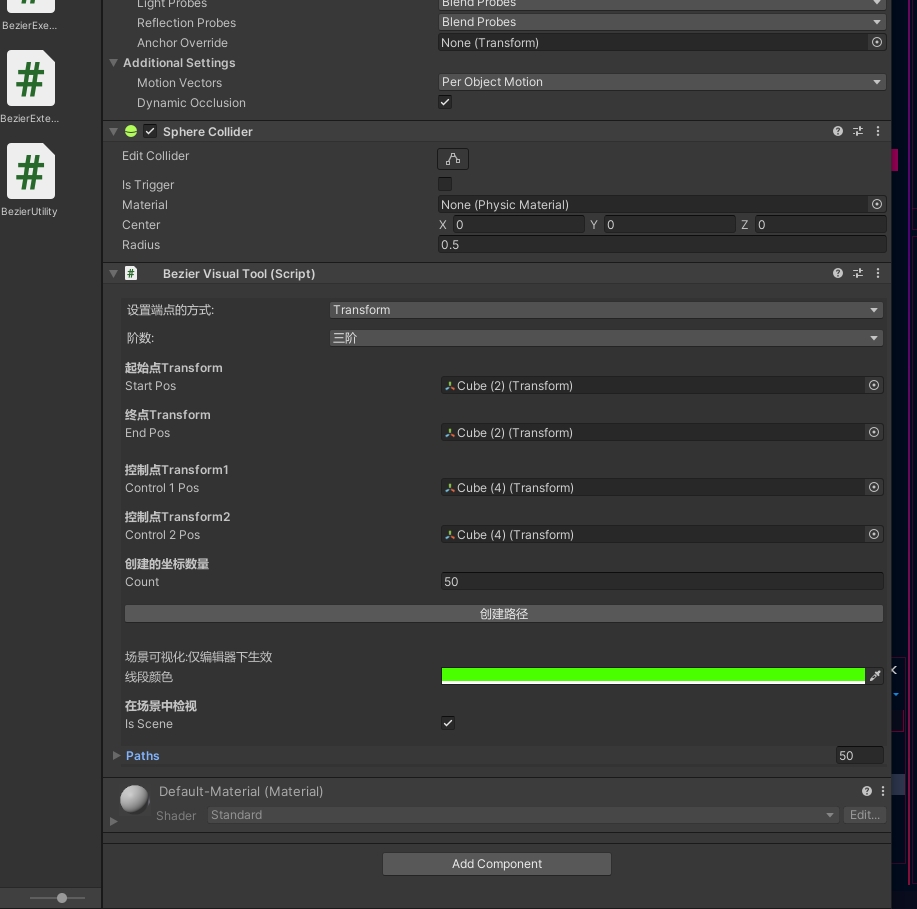 Light Probes
Blend Probes
BezierExe...
Reflection Probes
Blend Probes
Anchor Override
None (Transform)
Additional Settings
Motion Vectors
Per Object Motion
Dynamic Occlusion
BezierExte...
Sphere Collider
Edit Collider
Is Trigger
Material
None (Physic Material)
BezierUtility
Center
X 0 Y 0 Z 0
Radius
0.5
Bezier Visual Tool (Script)
设置端点的方式:
Transform
阶数:
三阶
起始点Transform
Start Pos
Cube (2) (Transform)
终点Transform
End Pos
Cube (2) (Transform)
控制点Transform1
Control 1 Pos
Cube (4) (Transform)
控制点Transform2
Control 2 Pos
Cube (4) (Transform)
创建的坐标数量
Count
50
创建路径
场景可视化:仅编辑器下生效
线段颜色
在场景中检视
Is Scene
Paths
50
Default-Material (Material)
Shader
Standard
Edit...
Add Component